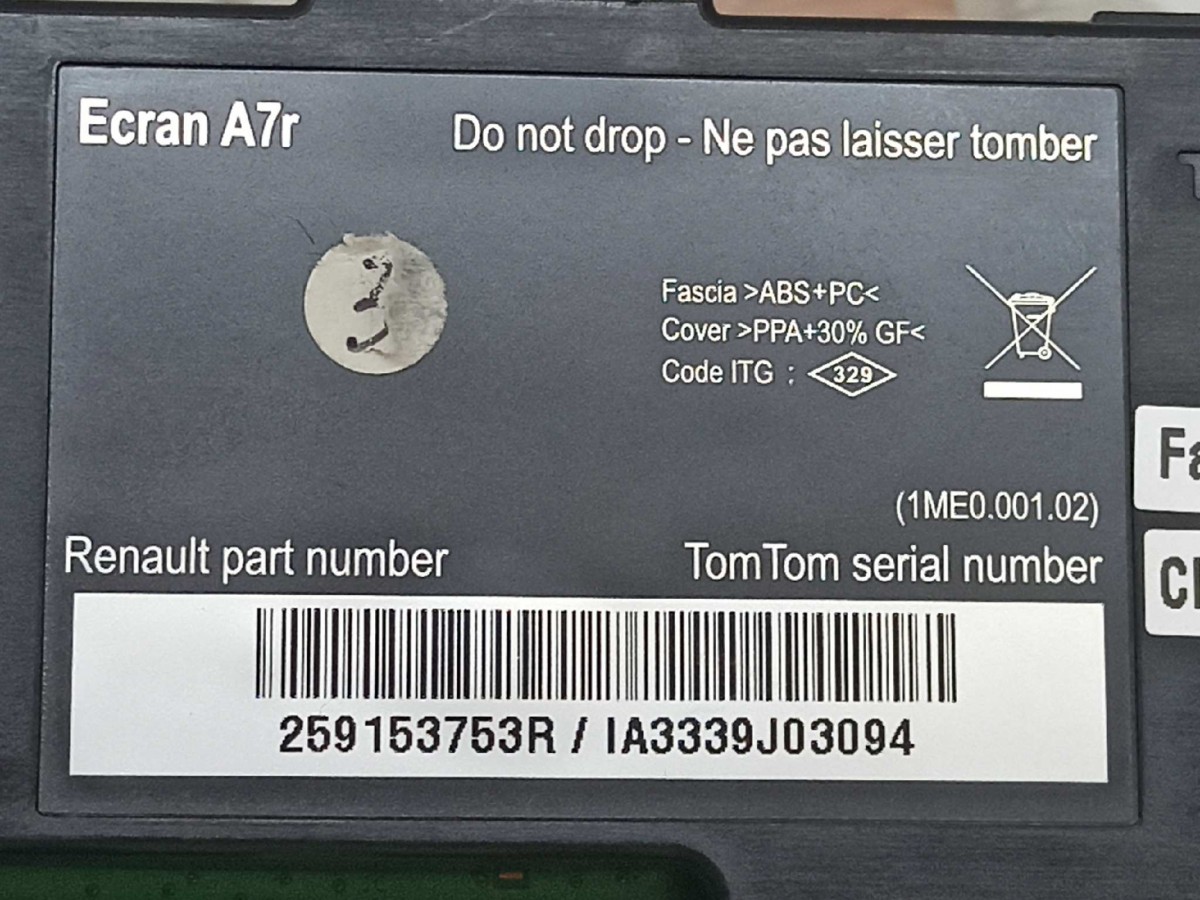 Ecran A7r
Do not drop - Ne pas laisser tomber
3
Fascia >ABS+PC<
Cover >PPA+30% GF<
Code ITG : 329
(1ME0.001.02)
Renault part number
TomTom serial number
259153753R / IA3339J03094